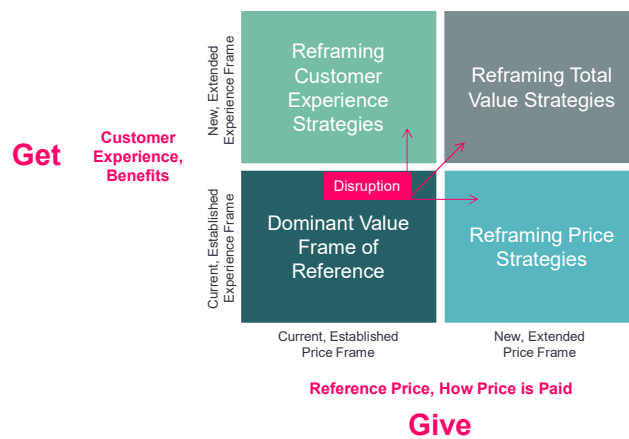 New, Extended
Experience Frame
Reframing
Customer
Experience
Strategies
Reframing Total
Value Strategies
Get
Customer
Experience,
Benefits
Disruption
Current, Established
Experience Frame
Dominant Value
Frame of
Reference
Reframing Price
Strategies
Current, Established
Price Frame
New, Extended
Price Frame
Reference Price, How Price is Paid
Give